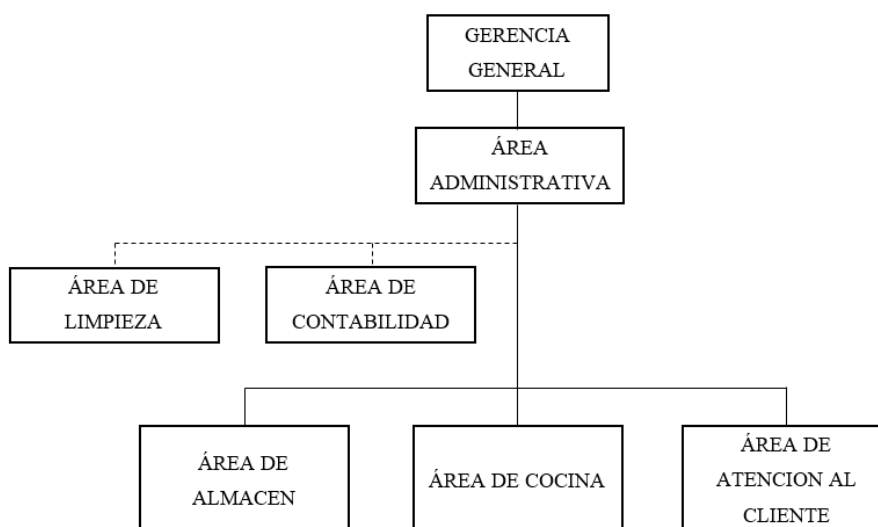 GERENCIA
GENERAL
ÁREA
ADMINISTRATIVA
ÁREA DE
LIMPIEZA
ÁREA DE
CONTABILIDAD
ÁREA DE
ALMACEN
ÁREA DE COCINA
ÁREA DE
ATENCION AL
CLIENTE